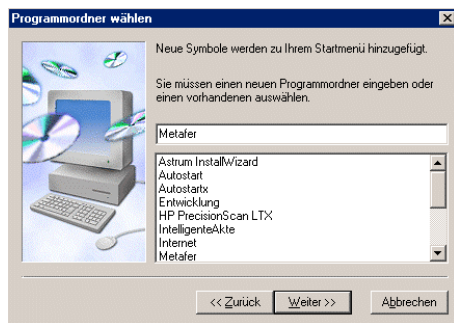 Programmordner wählen
Neue Symbole werden zu Ihrem Startmenü hinzugefügt.
Sie müssen einen neuen Programmordner eingeben oder
einen vorhandenen auswählen.
Metafer
Astrum InstallWizard
Autostart
Autostartx
Entwicklung
HP PrecisionScan LTX
IntelligenteAkte
Internet
Metafer
<< Zurück
Weiter >>
Abbrechen